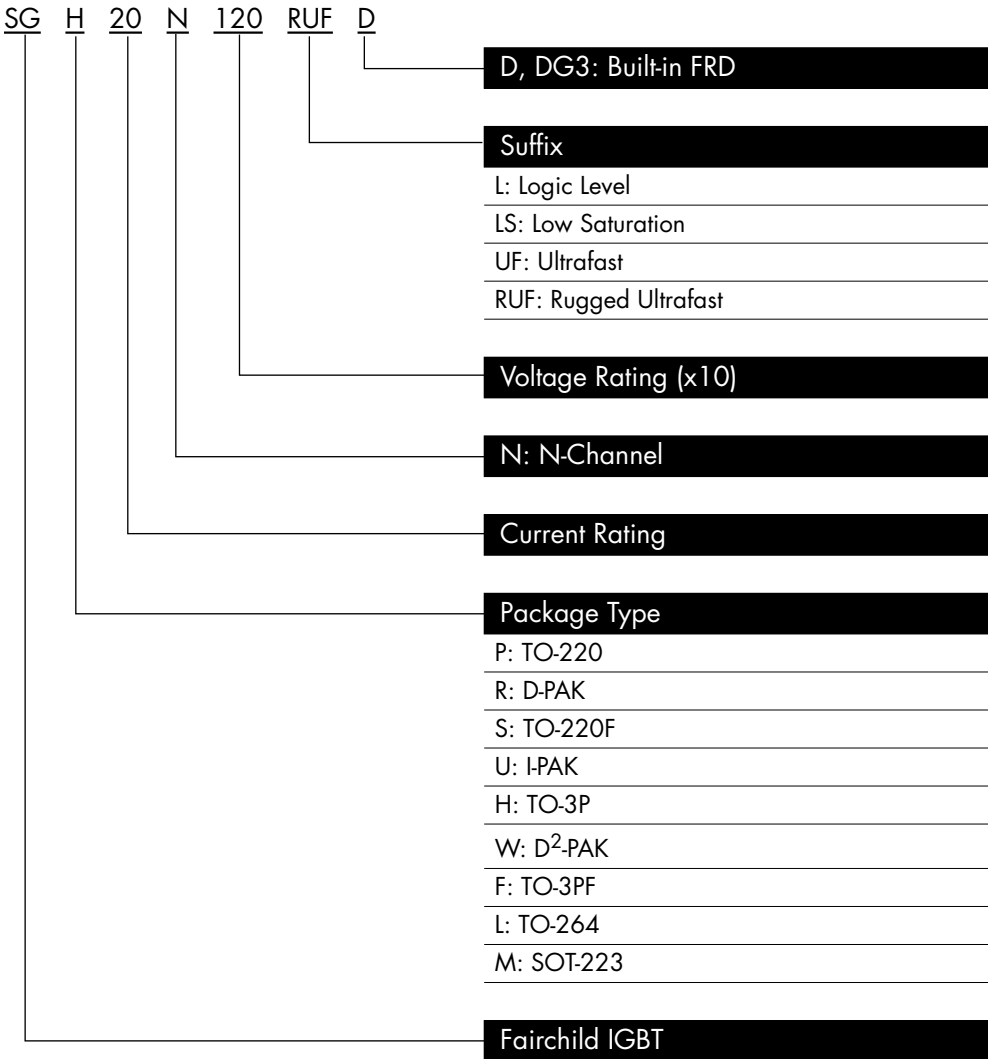 SG H 20 N 120 RUF D
D, DG3: Built-in FRD
Suffix
L: Logic Level
LS: Low Saturation
UF: Ultrafast
RUF: Rugged Ultrafast
Voltage Rating (x10)
N: N-Channel
Current Rating
Package Type
P: TO-220
R: D-PAK
S: TO-220F
U: I-PAK
H: TO-3P
W: D²-PAK
F: TO-3PF
L: TO-264
M: SOT-223
Fairchild IGBT